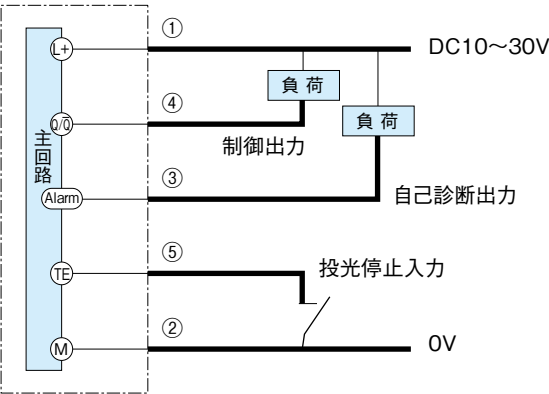 ①
L+
DC10～30V
負荷
④
Q/Q̅
負荷
主回路
制御出力
③
Alarm
自己診断出力
⑤
TE
投光停止入力
②
M
0V